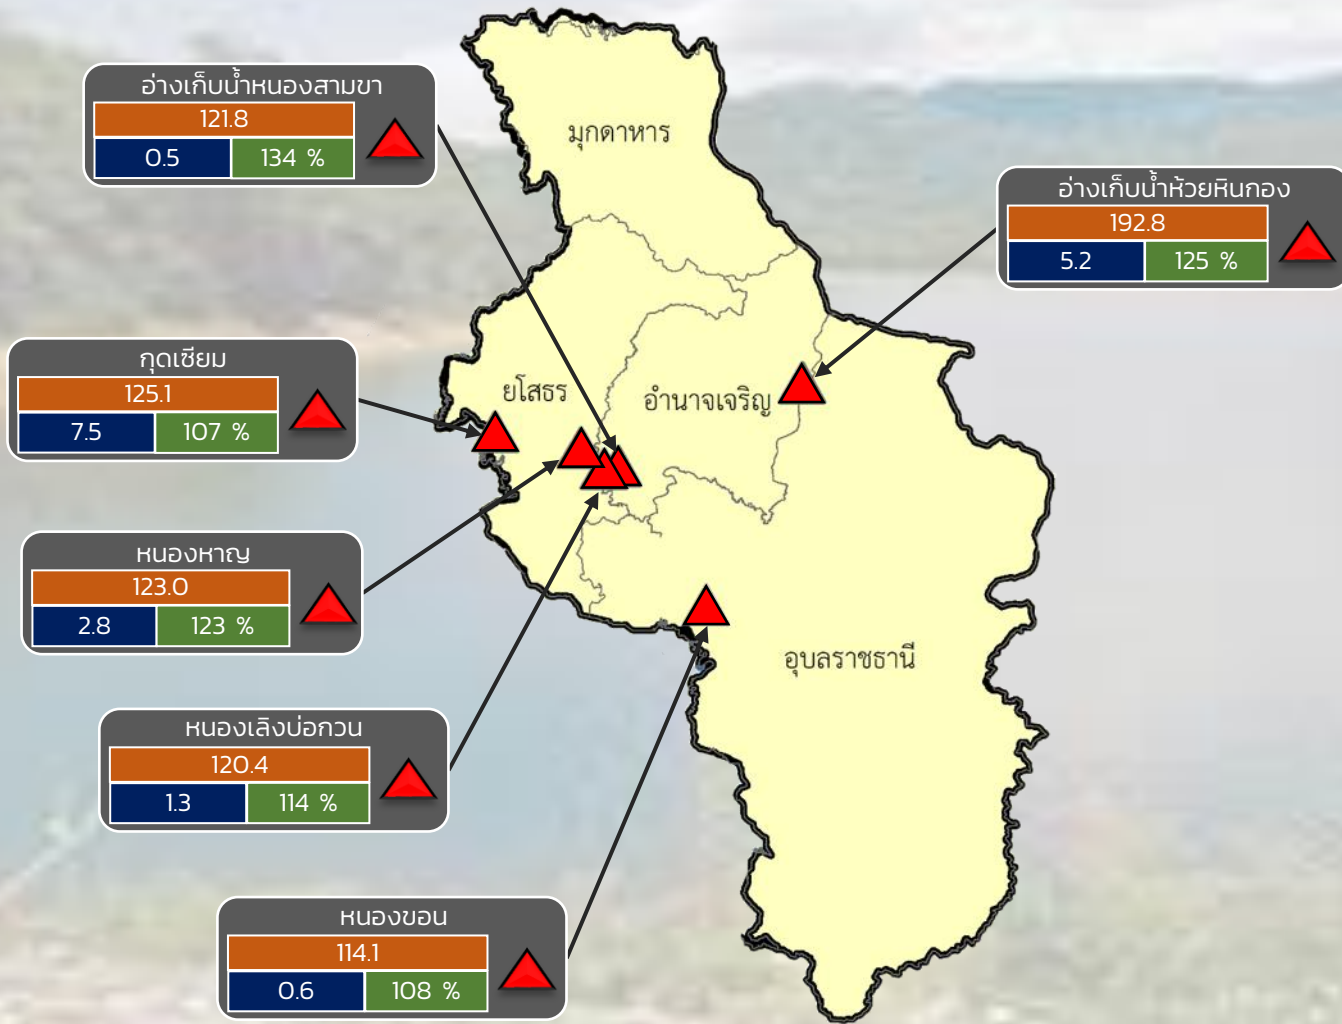 อ่างเก็บน้ำหนองสามขา
121.8
0.5 134 %
มุกดาหาร
อ่างเก็บน้ำห้วยหินกอง
192.8
5.2 125 %
กุดเซียม
125.1
7.5 107 %
ยโสธร
อำนาจเจริญ
หนองหาญ
123.0
2.8 123 %
อุบลราชธานี
หนองเลิงบ่อกวน
120.4
1.3 114 %
หนองขอน
114.1
0.6 108 %